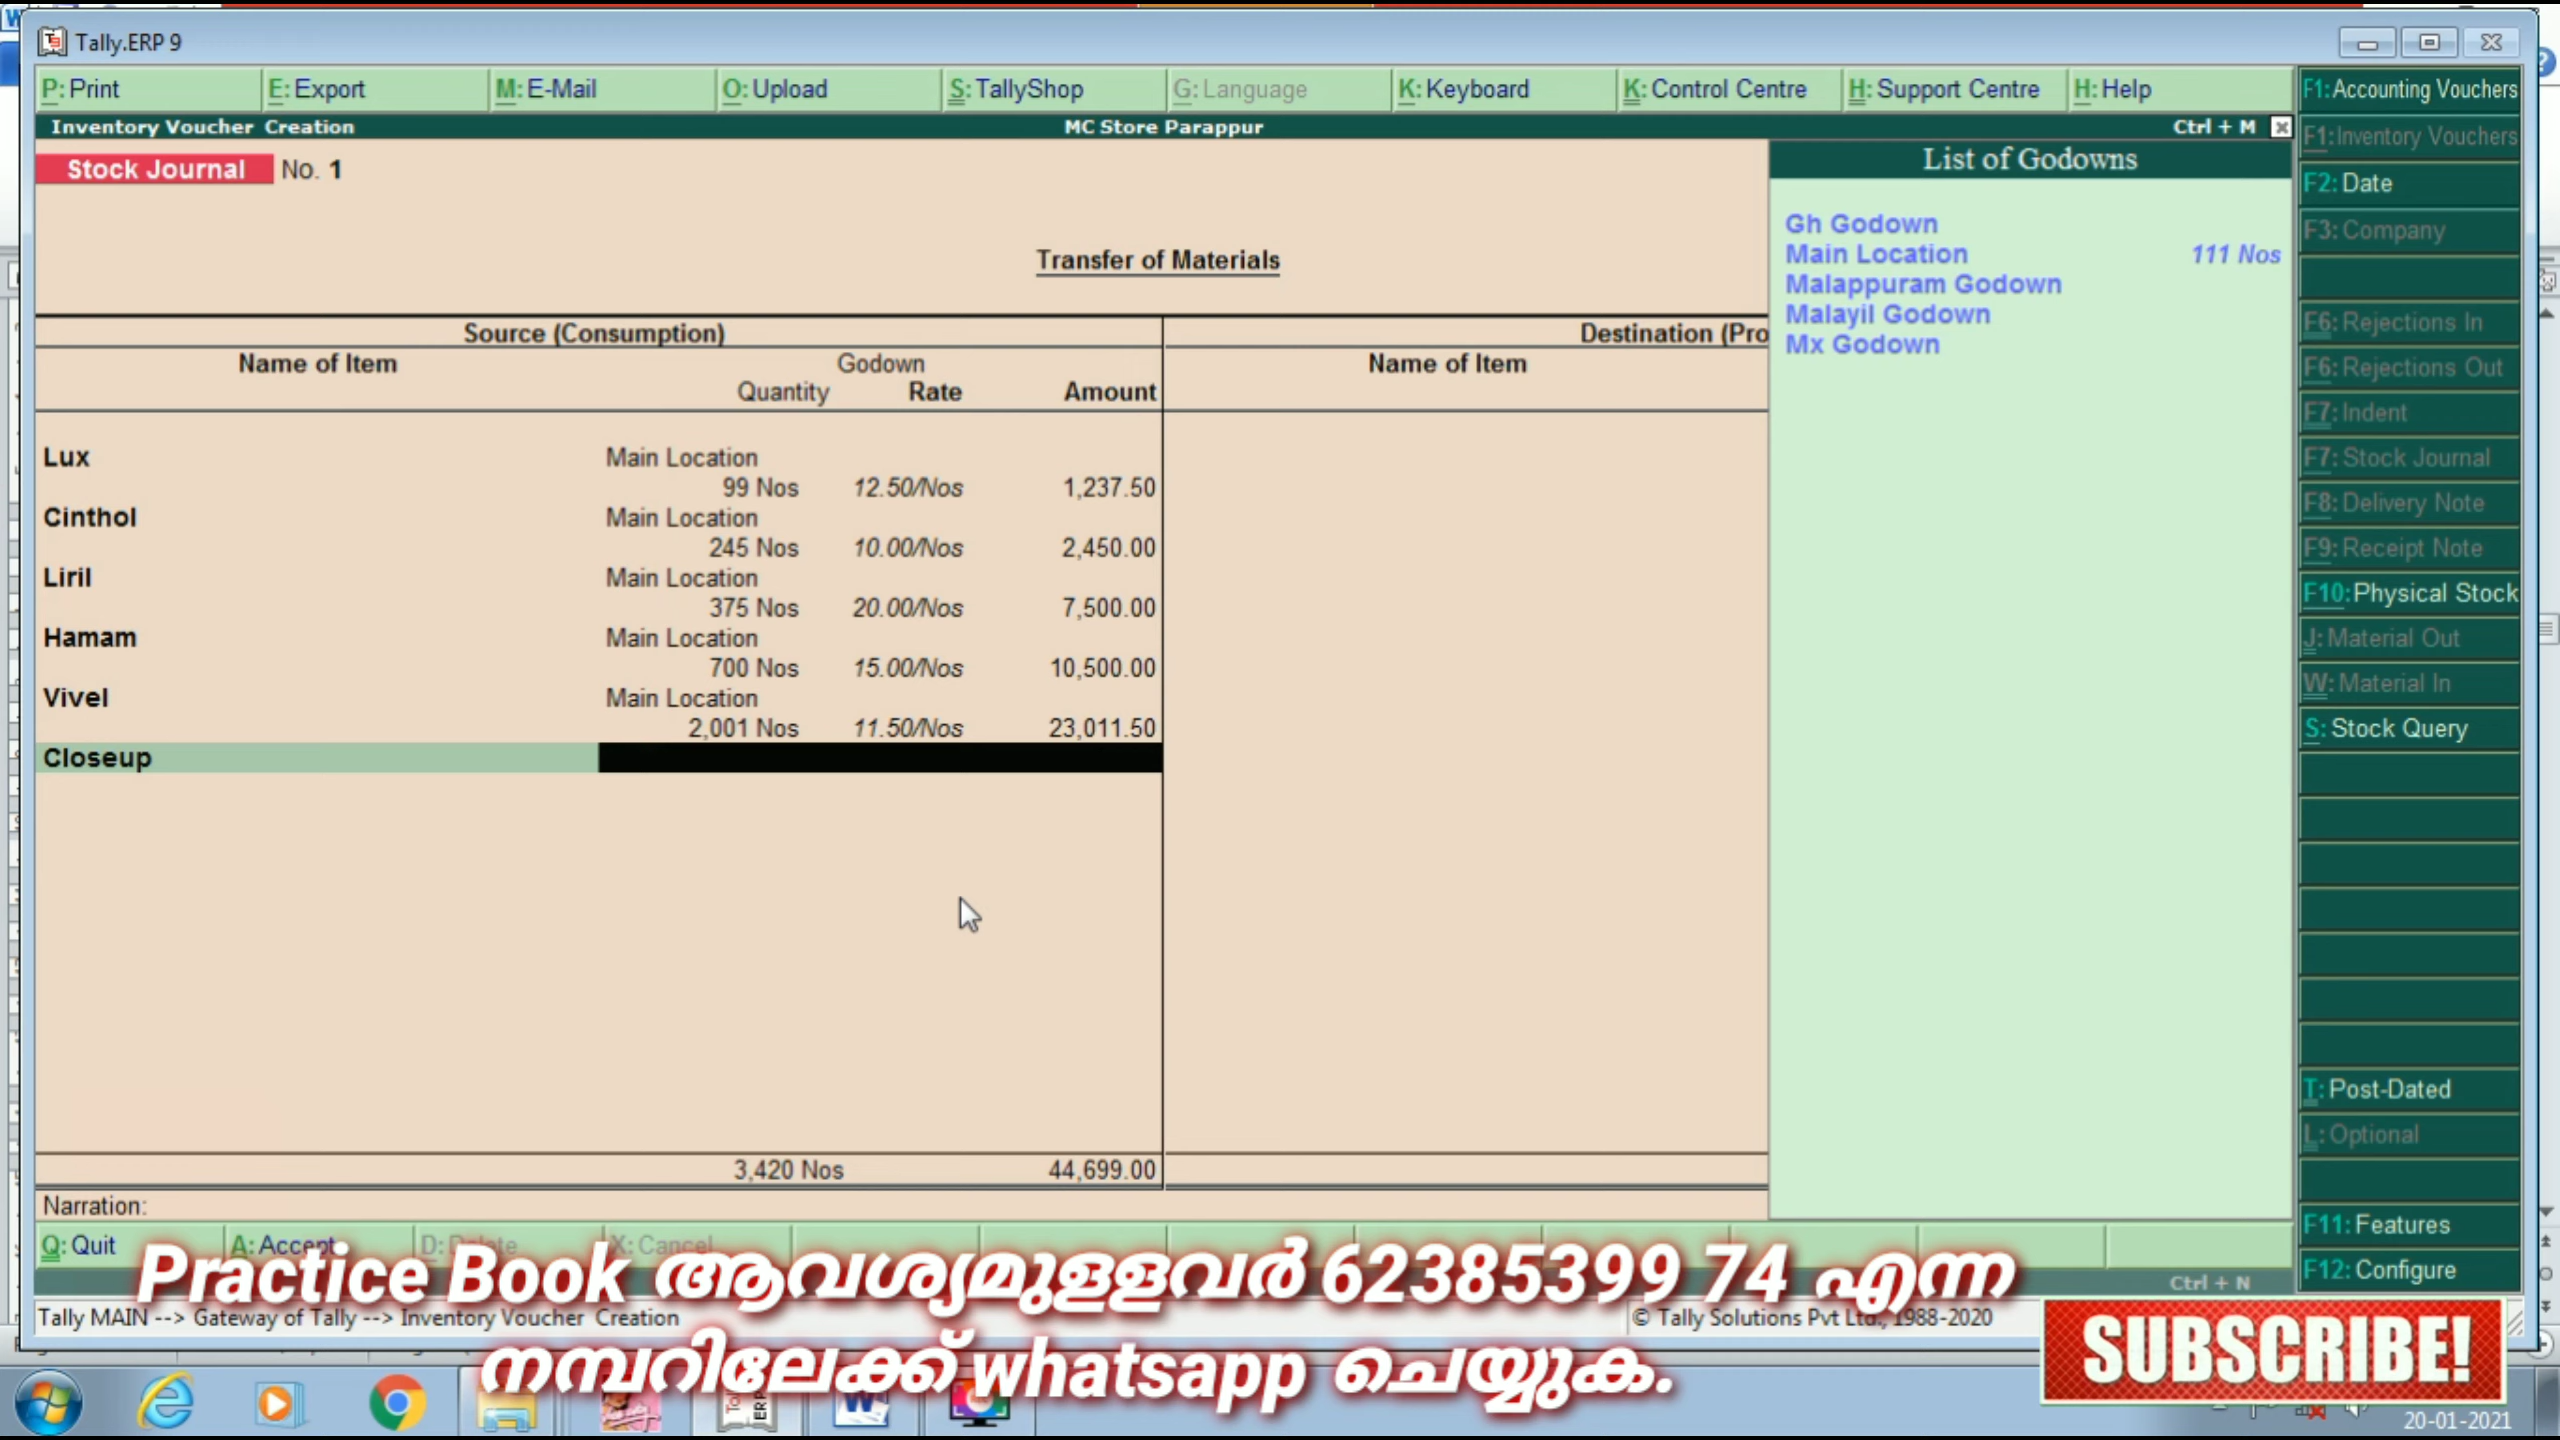 Tally.ERP 9
P: Print E: Export M: E-Mail O: Upload S: TallyShop G: Language K: Keyboard K: Control Centre H: Support Centre H: Help
Inventory Voucher Creation MC Store Parappur Ctrl + M
Stock Journal No. 1
Transfer of Materials
Source (Consumption) Destination (Pro
Name of Item Godown Name of Item
Quantity Rate Amount
Lux Main Location
99 Nos 12.50/Nos 1,237.50
Cinthol Main Location
245 Nos 10.00/Nos 2,450.00
Liril Main Location
375 Nos 20.00/Nos 7,500.00
Hamam Main Location
700 Nos 15.00/Nos 10,500.00
Vivel Main Location
2,001 Nos 11.50/Nos 23,011.50
Closeup
3,420 Nos 44,699.00
Narration:
List of Godowns
Gh Godown
Main Location 111 Nos
Malappuram Godown
Malayil Godown
Mx Godown
F1: Accounting Vouchers
F1: Inventory Vouchers
F2: Date
F3: Company
F6: Rejections In
F6: Rejections Out
F7: Indent
F7: Stock Journal
F8: Delivery Note
F9: Receipt Note
F10: Physical Stock
J: Material Out
W: Material In
S: Stock Query
T: Post-Dated
L: Optional
F11: Features
F12: Configure
Q: Quit A: Accept D: Delete X: Cancel
Ctrl + N
Practice Book ആവശ്യമുള്ളവർ 62385399 74 എന്ന
Tally MAIN --> Gateway of Tally --> Inventory Voucher Creation © Tally Solutions Pvt Ltd., 1988-2020
നമ്പറിലേക്ക് whatsapp ചെയ്യുക.
SUBSCRIBE!
20-01-2021